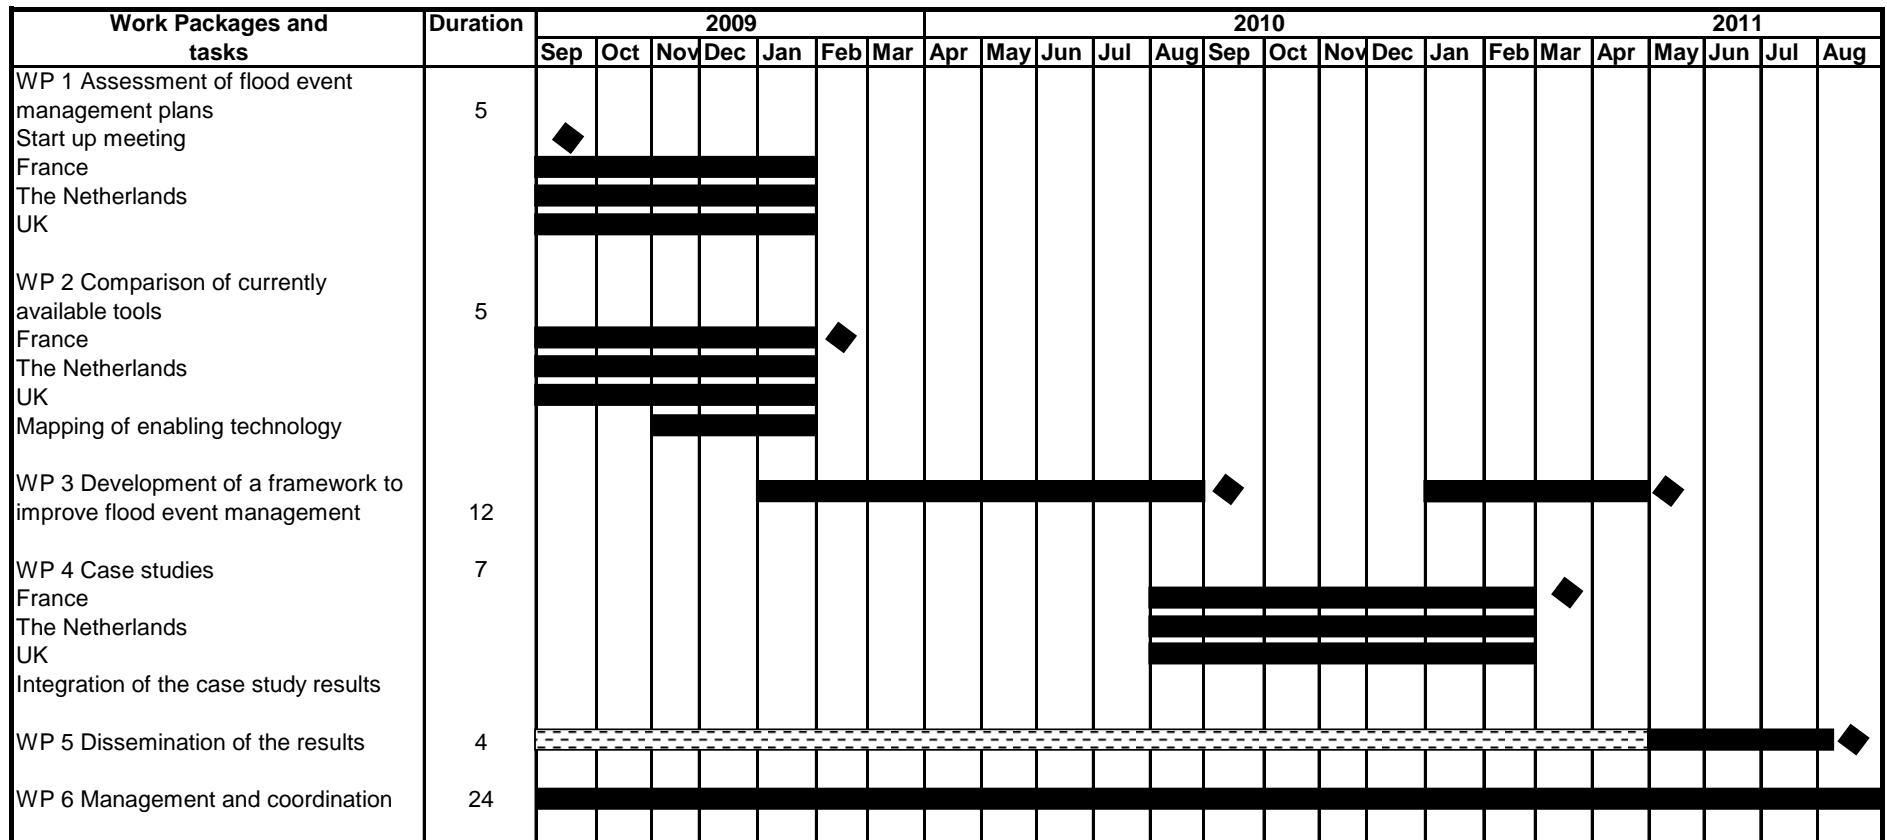 Work Packages and Duration 2009 2010 2011
tasks Sep Oct Nov Dec Jan Feb Mar Apr May Jun Jul Aug Sep Oct Nov Dec Jan Feb Mar Apr May Jun Jul Aug
WP 1 Assessment of flood event
management plans 5
Start up meeting
France
The Netherlands
UK
WP 2 Comparison of currently
available tools 5
France
The Netherlands
UK
Mapping of enabling technology
WP 3 Development of a framework to
improve flood event management 12
WP 4 Case studies 7
France
The Netherlands
UK
Integration of the case study results
WP 5 Dissemination of the results 4
WP 6 Management and coordination 24